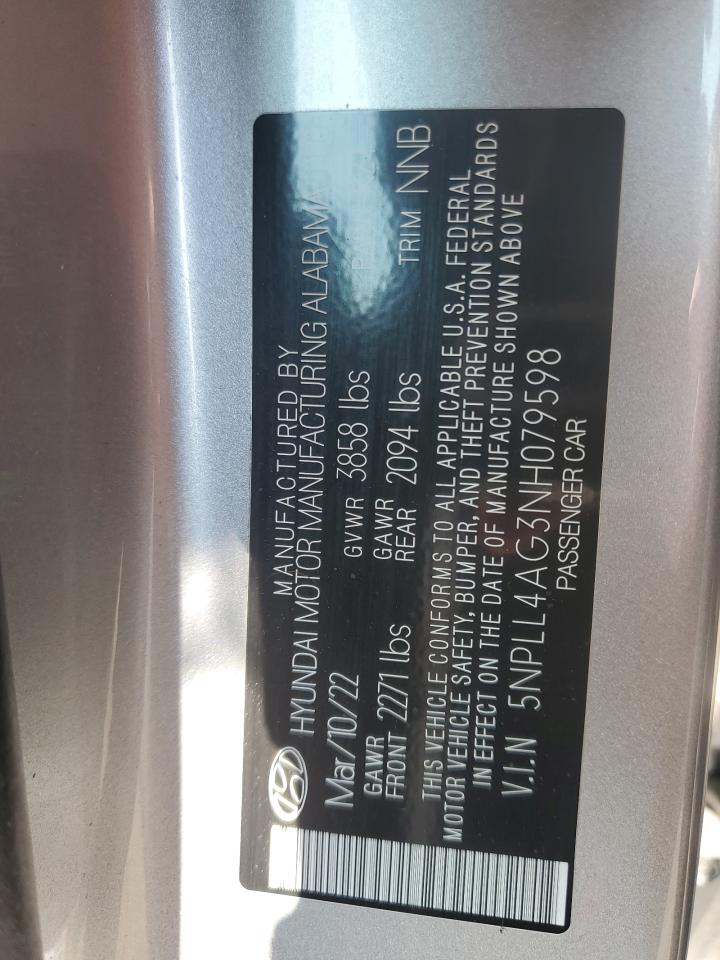 MANUFACTURED BY
HYUNDAI MOTOR MANUFACTURING ALABAMA
Mar/10/22 GVWR 3858 lbs P
GAWR GAWR
FRONT 2271 lbs REAR 2094 lbs TRIM NNB
THIS VEHICLE CONFORMS TO ALL APPLICABLE U.S.A. FEDERAL
MOTOR VEHICLE SAFETY, BUMPER, AND THEFT PREVENTION STANDARDS
IN EFFECT ON THE DATE OF MANUFACTURE SHOWN ABOVE
V.I.N 5NPLL4AG3NH079598
PASSENGER CAR